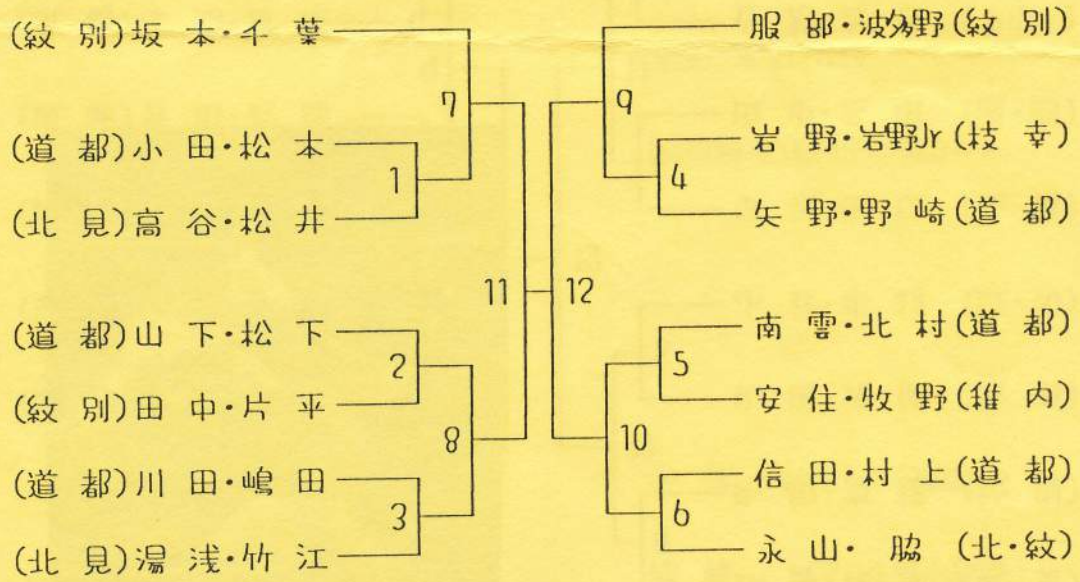 (紋 別)坂 本・千 葉
7
(道 都)小 田・松 本
1
(北 見)高 谷・松 井
11
(道 都)山 下・松 下
2
(紋 別)田 中・片 平
8
(道 都)川 田・嶋 田
3
(北 見)湯 浅・竹 江
服 部・波多野(紋 別)
9
岩 野・岩野Jr(枝 幸)
4
矢 野・野 崎(道 都)
12
南 雲・北 村(道 都)
5
安 住・牧 野(稚 内)
10
信 田・村 上(道 都)
6
永 山・ 脇 (北・紋)